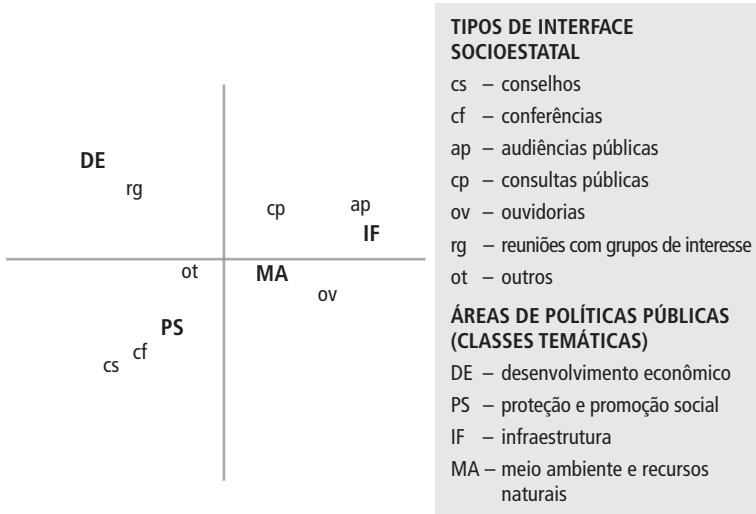 DE
rg
cp
ap
IF
ot
MA
ov
PS
cf
cs
TIPOS DE INTERFACE
SOCIOESTATAL
cs – conselhos
cf – conferências
ap – audiências públicas
cp – consultas públicas
ov – ouvidorias
rg – reuniões com grupos de interesse
ot – outros
ÁREAS DE POLÍTICAS PÚBLICAS
(CLASSES TEMÁTICAS)
DE – desenvolvimento econômico
PS – proteção e promoção social
IF – infraestrutura
MA – meio ambiente e recursos
naturais